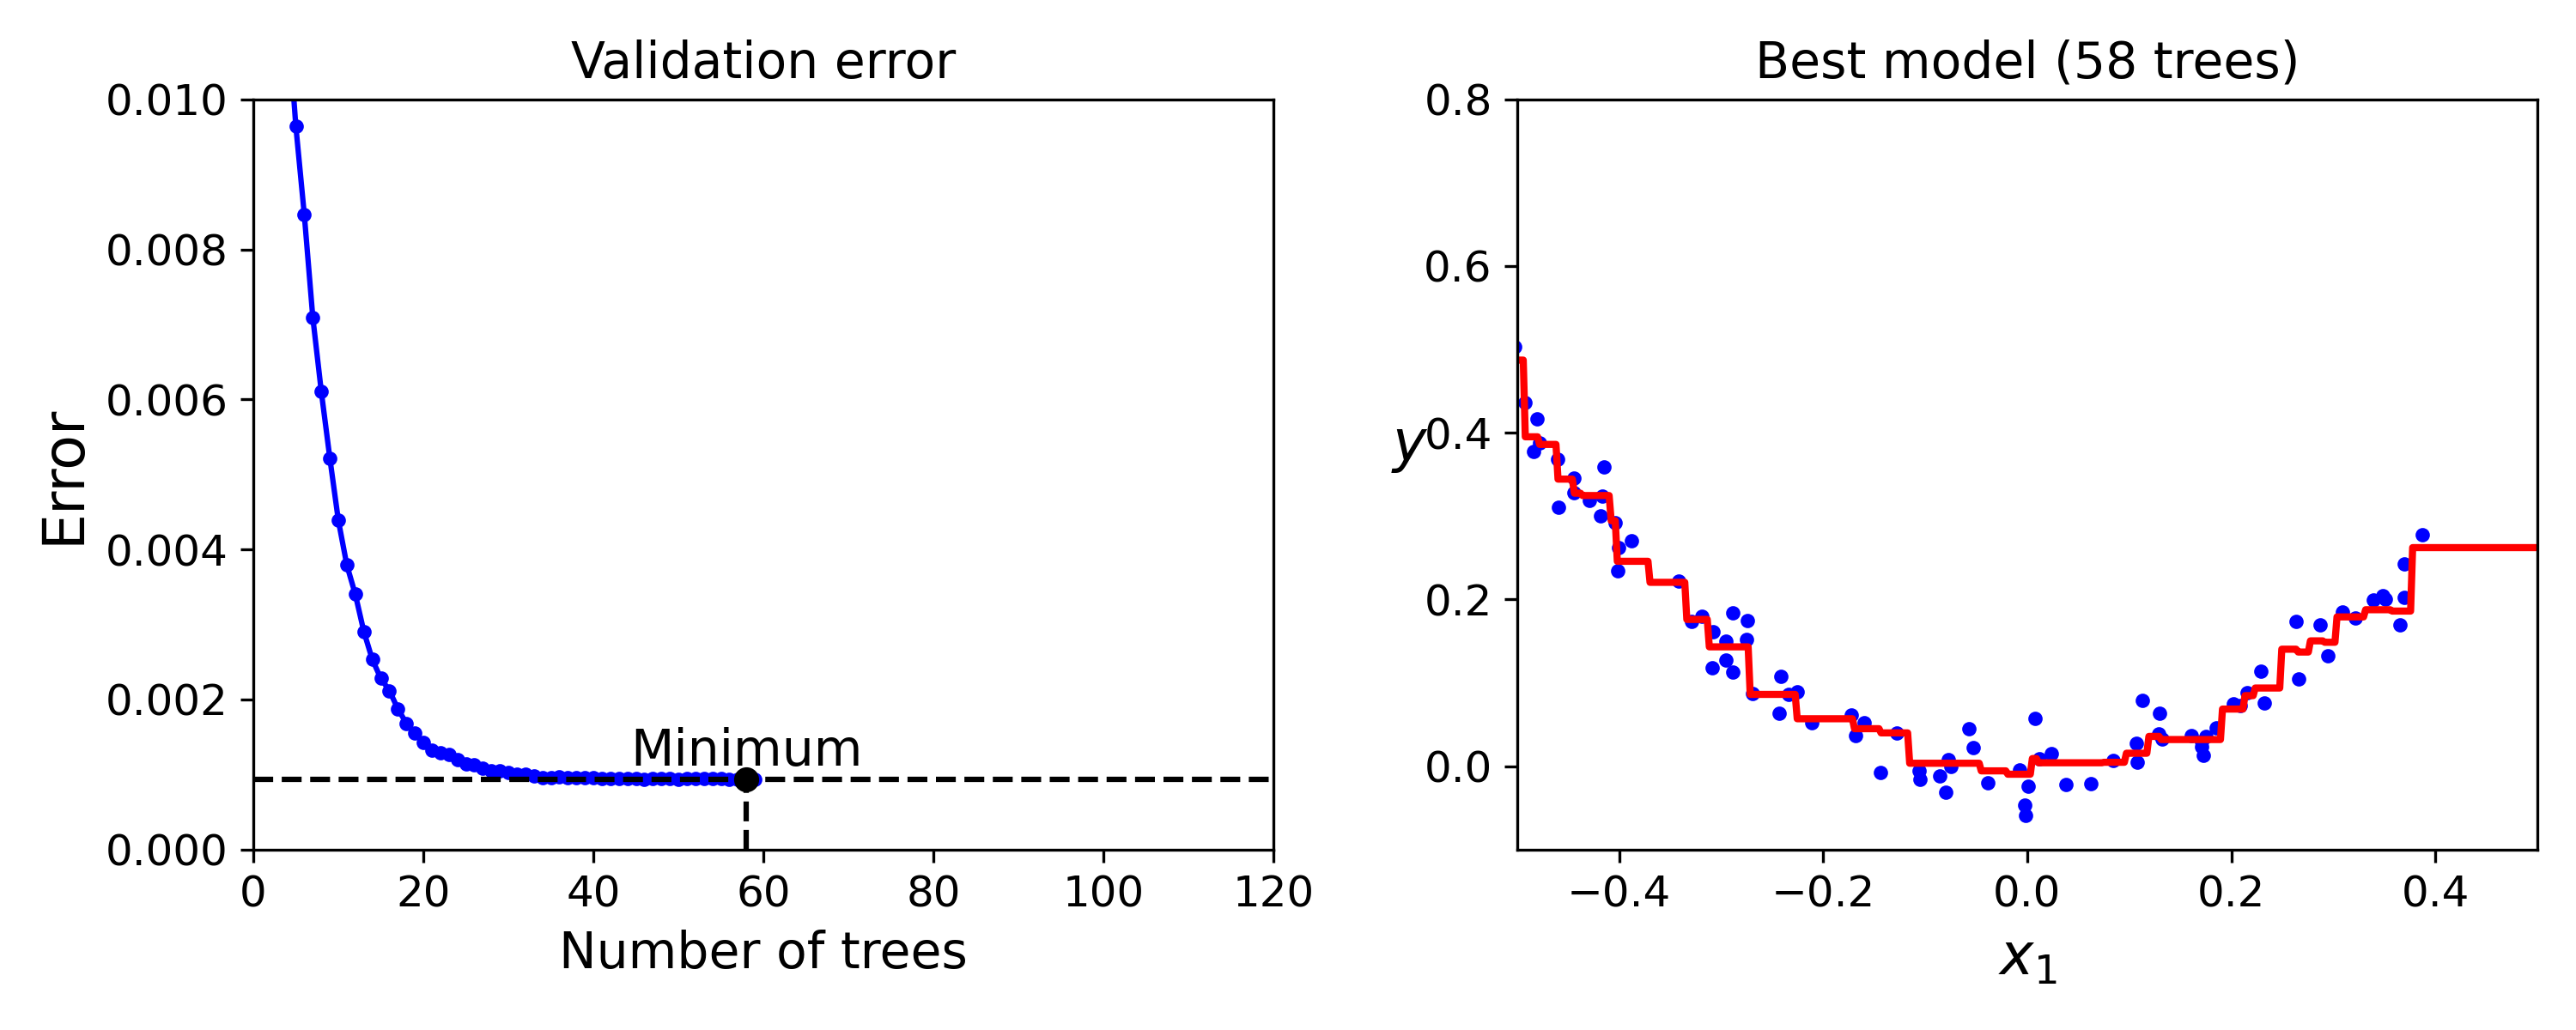 Validation error
0.010
0.008
0.006
0.004
0.002
0.000
Error
Minimum
0 20 40 60 80 100 120
Number of trees
Best model (58 trees)
0.8
0.6
0.4
0.2
0.0
y
−0.4 −0.2 0.0 0.2 0.4
x₁